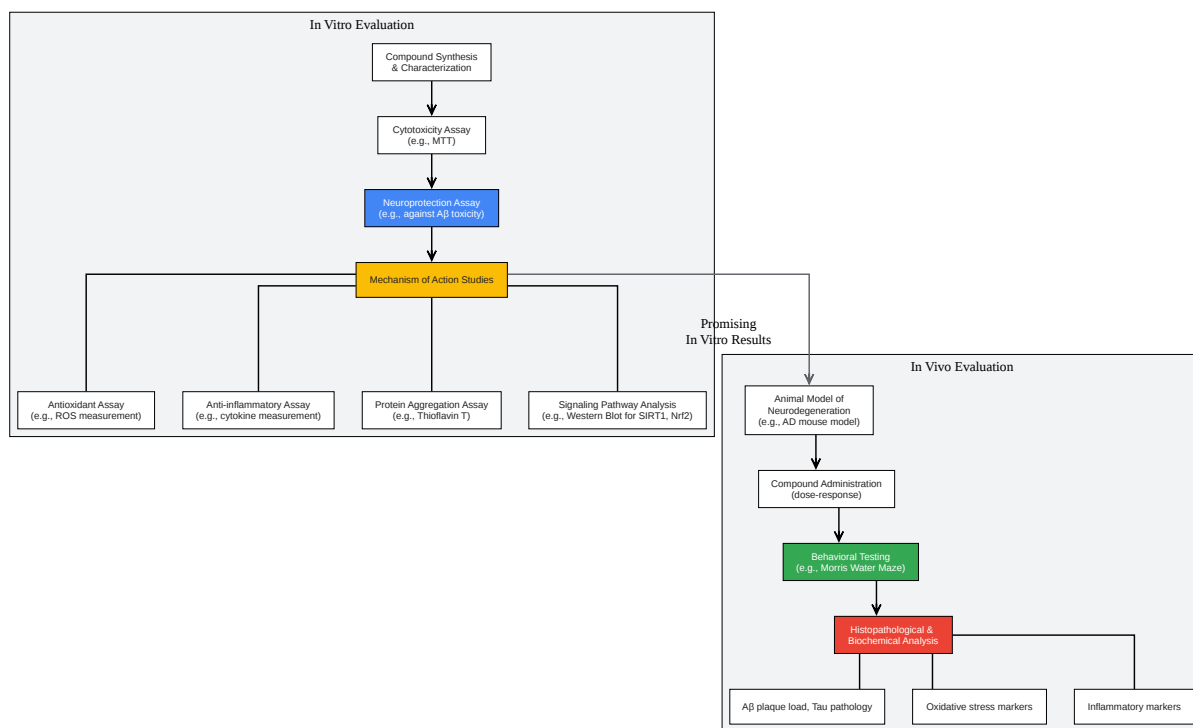 In Vitro Evaluation
Compound Synthesis
& Characterization
Cytotoxicity Assay
(e.g., MTT)
Neuroprotection Assay
(e.g., against Aβ toxicity)
Mechanism of Action Studies
Promising
In Vitro Results
Antioxidant Assay
(e.g., ROS measurement)
Anti-inflammatory Assay
(e.g., cytokine measurement)
Protein Aggregation Assay
(e.g., Thioflavin T)
Signaling Pathway Analysis
(e.g., Western Blot for SIRT1, Nrf2)
In Vivo Evaluation
Animal Model of
Neurodegeneration
(e.g., AD mouse model)
Compound Administration
(dose-response)
Behavioral Testing
(e.g., Morris Water Maze)
Histopathological &
Biochemical Analysis
Aβ plaque load, Tau pathology
Oxidative stress markers
Inflammatory markers